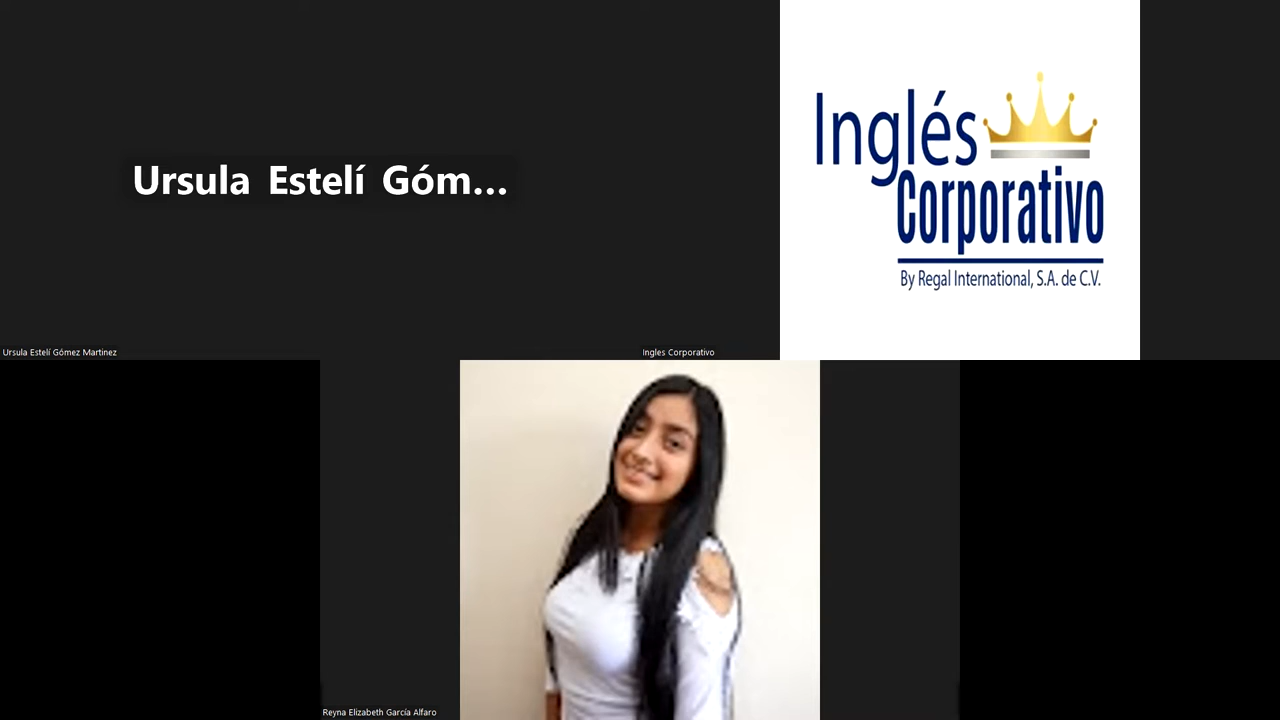 Ursula Estelí Góm...
Inglés
Corporativo
By Regal International, S.A. de C.V.
Ursula Estelí Gómez Martinez
Ingles Corporativo
Reyna Elizabeth García Alfaro